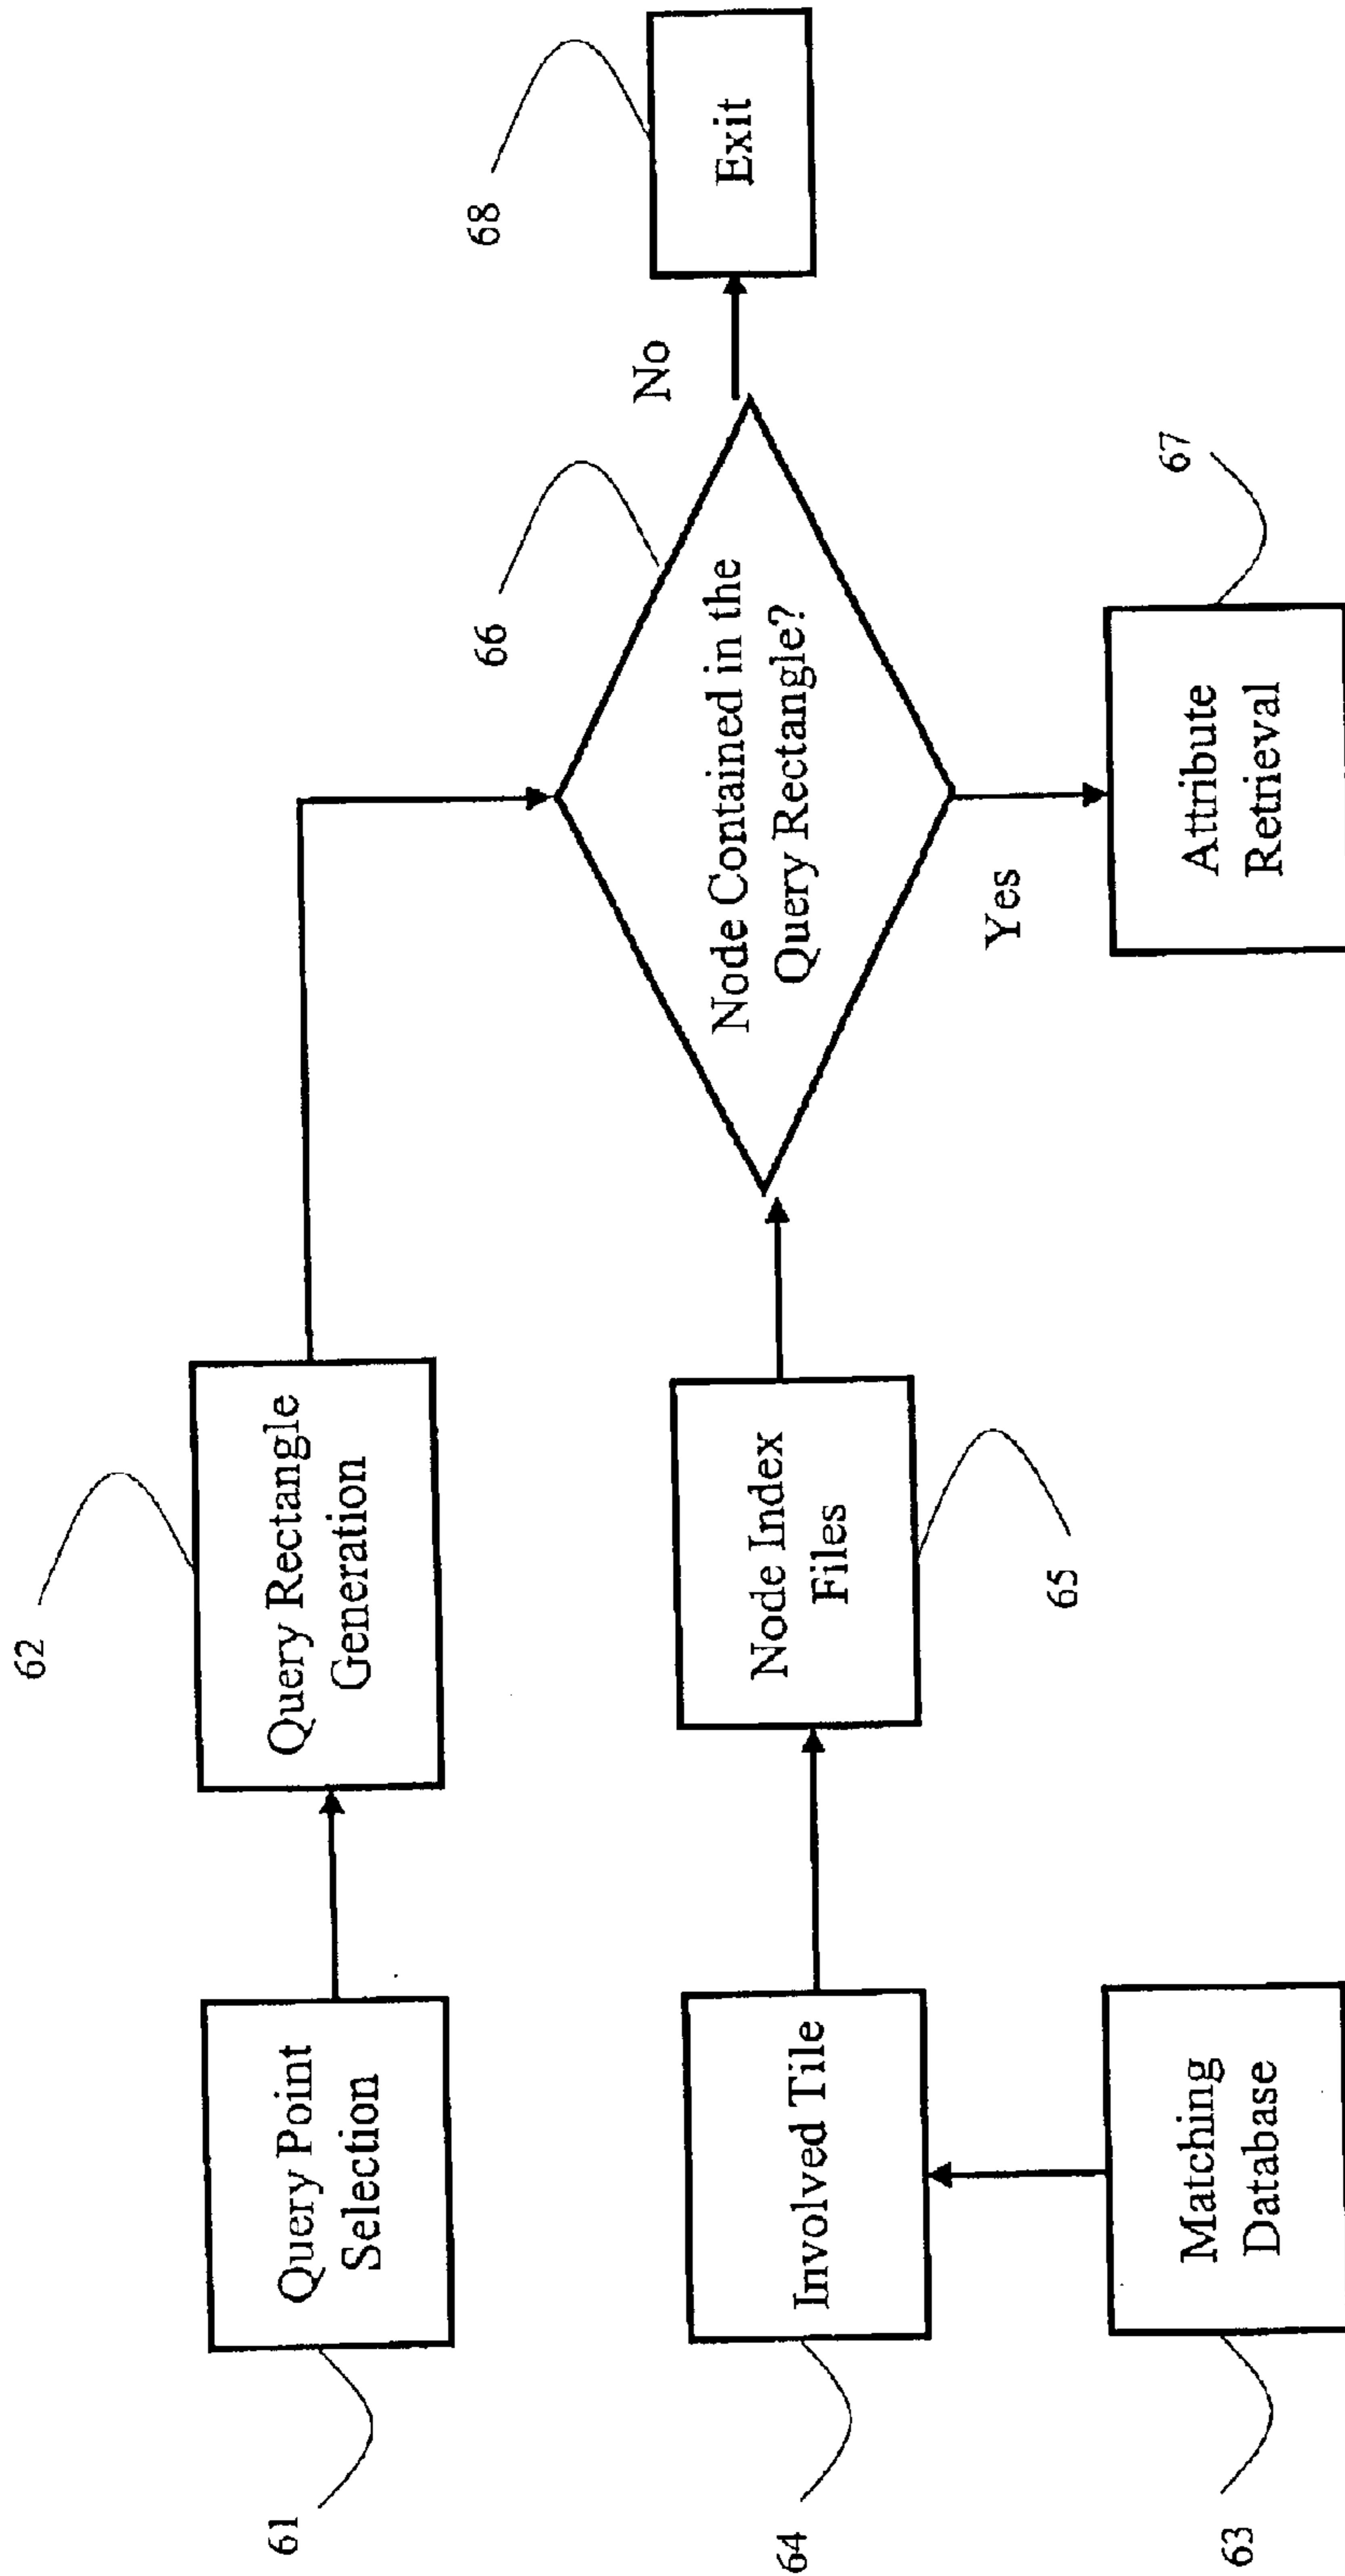 62
61
Query Point
Selection
Query Rectangle
Generation
68
66
64
Involved Tile
Node Index
Files
65
Node Contained in the
Query Rectangle?
No
Exit
Yes
67
63
Matching
Database
Attribute
Retrieval